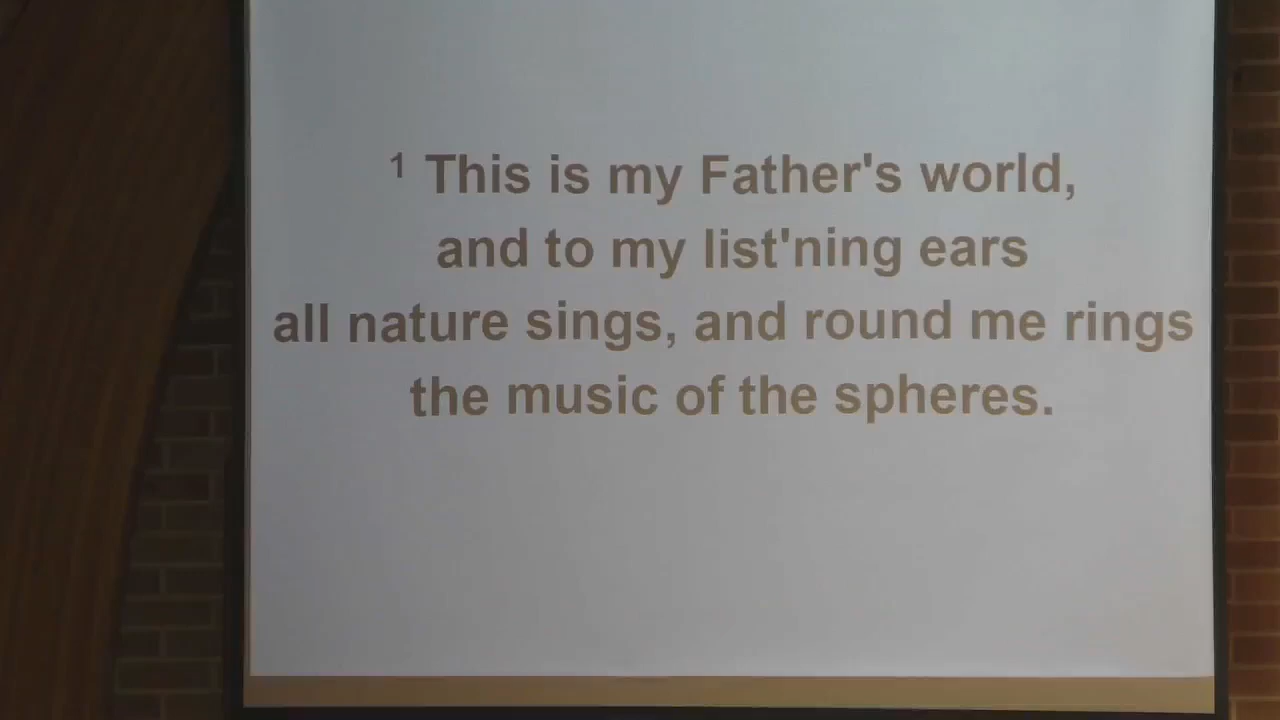 1 This is my Father's world,
and to my list'ning ears
all nature sings, and round me rings
the music of the spheres.